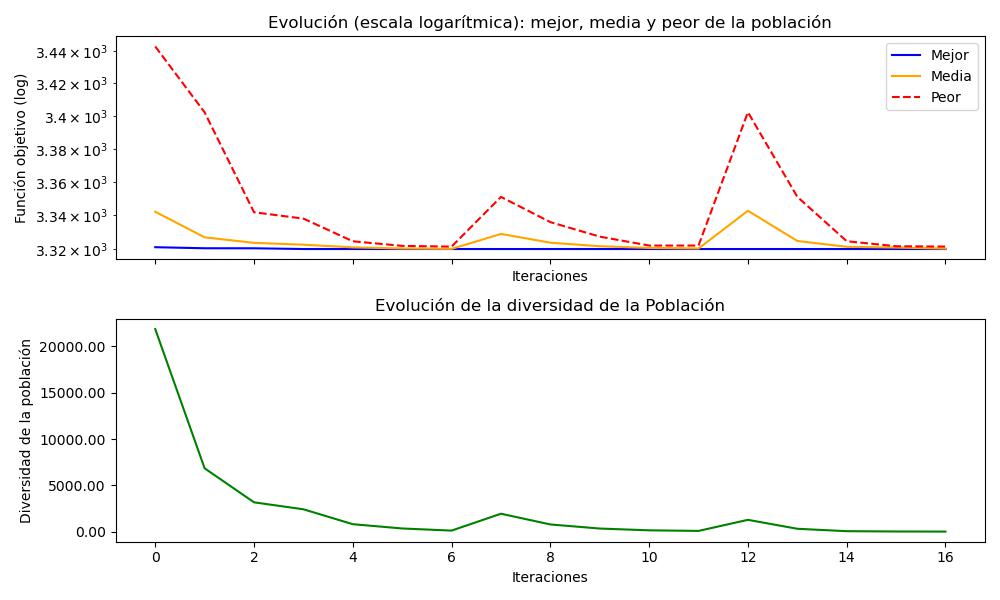 Evolución (escala logarítmica): mejor, media y peor de la población
Función objetivo (log)
3.44 × 10³
3.42 × 10³
3.4 × 10³
3.38 × 10³
3.36 × 10³
3.34 × 10³
3.32 × 10³
Mejor
Media
Peor
Iteraciones
Evolución de la diversidad de la Población
Diversidad de la población
20000.00
15000.00
10000.00
5000.00
0.00
0 2 4 6 8 10 12 14 16
Iteraciones